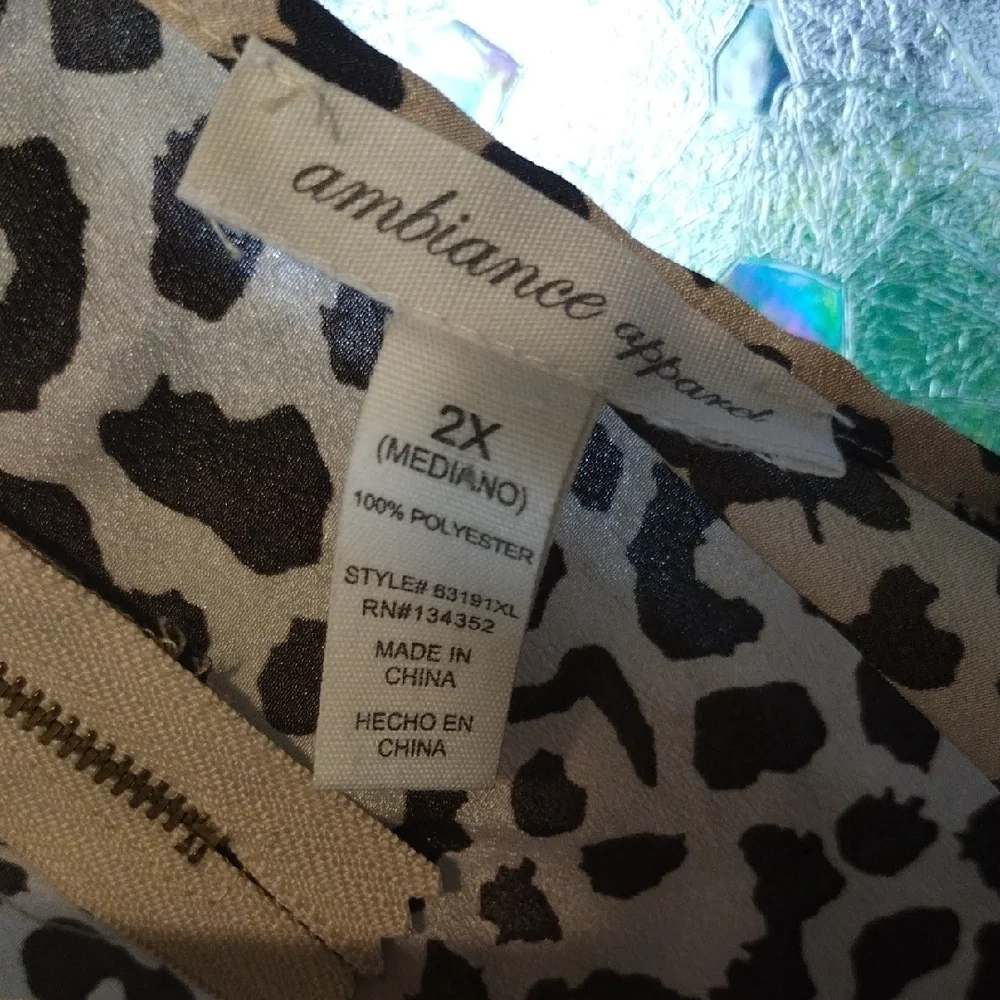 ambiance apparel
2X
(MEDIANO)
100% POLYESTER
STYLE# 63191XL
RN#134352
MADE IN
CHINA
HECHO EN
CHINA